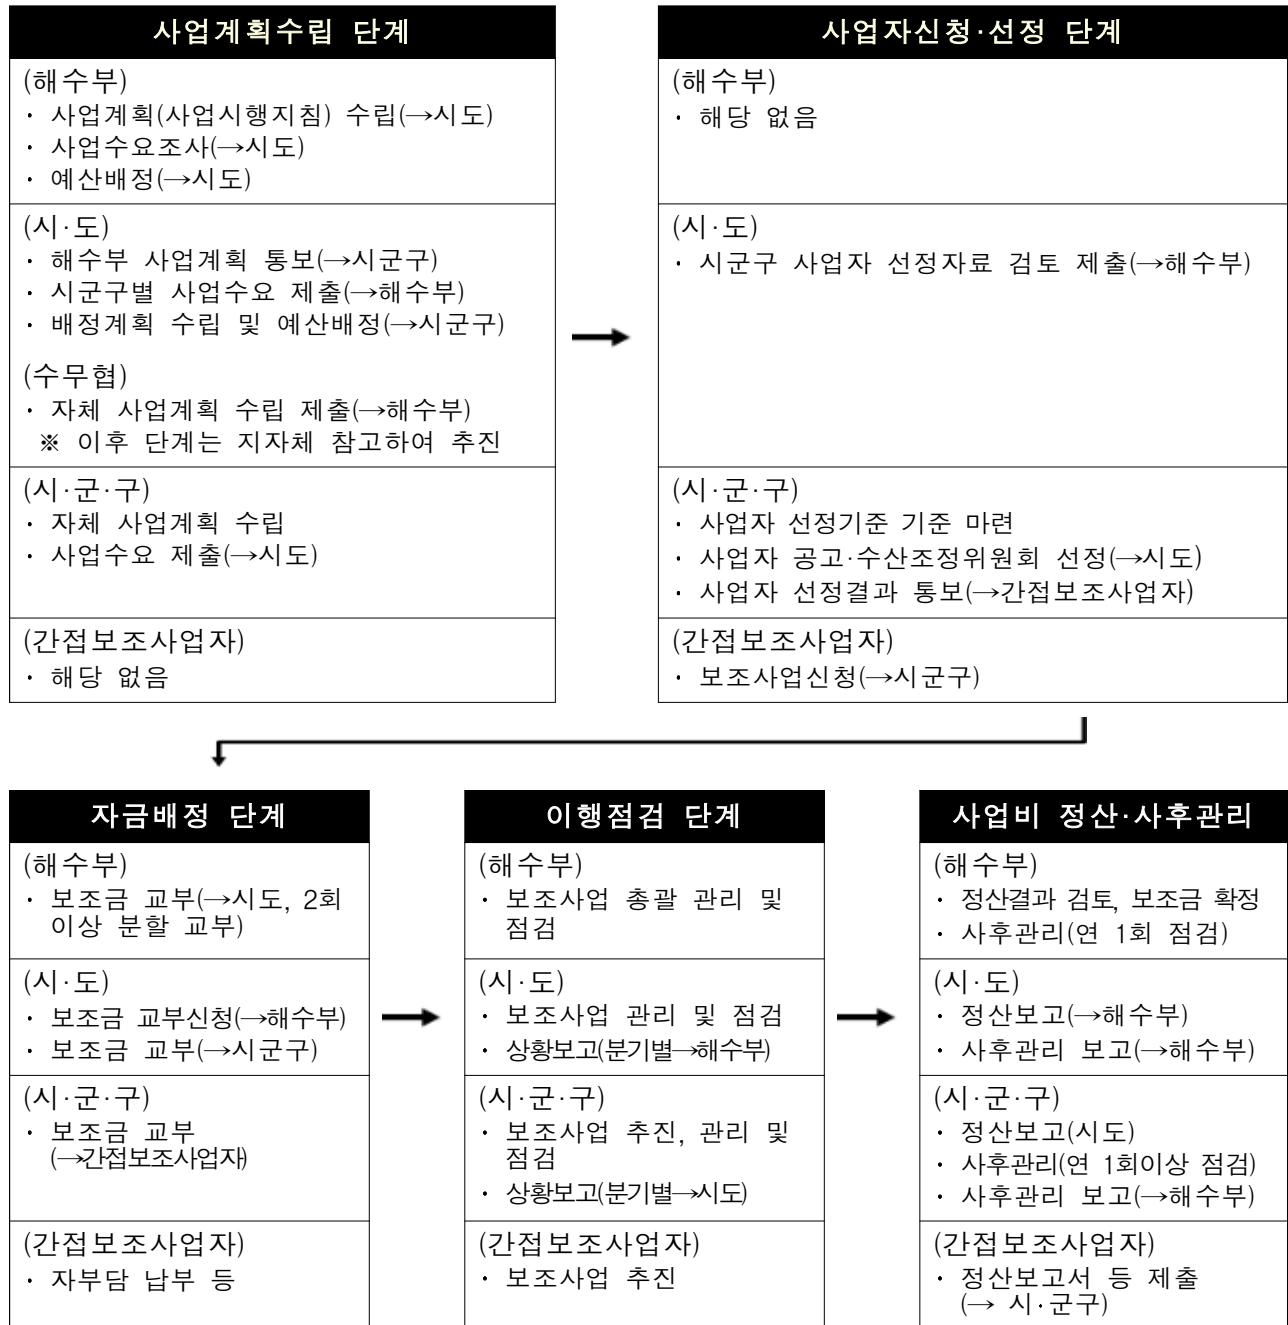 사업계획수립 단계
(해수부)
· 사업계획(사업시행지침) 수립(→시도)
· 사업수요조사(→시도)
· 예산배정(→시도)
(시·도)
· 해수부 사업계획 통보(→시군구)
· 시군구별 사업수요 제출(→해수부)
· 배정계획 수립 및 예산배정(→시군구)
(수무협)
· 자체 사업계획 수립 제출(→해수부)
※ 이후 단계는 지자체 참고하여 추진
(시·군·구)
· 자체 사업계획 수립
· 사업수요 제출(→시도)
(간접보조사업자)
· 해당 없음
사업자신청·선정 단계
(해수부)
· 해당 없음
(시·도)
· 시군구 사업자 선정자료 검토 제출(→해수부)
(시·군·구)
· 사업자 선정기준 기준 마련
· 사업자 공고·수산조정위원회 선정(→시도)
· 사업자 선정결과 통보(→간접보조사업자)
(간접보조사업자)
· 보조사업신청(→시군구)
자금배정 단계
(해수부)
· 보조금 교부(→시도, 2회
이상 분할 교부)
(시·도)
· 보조금 교부신청(→해수부)
· 보조금 교부(→시군구)
(시·군·구)
· 보조금 교부
(→간접보조사업자)
(간접보조사업자)
· 자부담 납부 등
이행점검 단계
(해수부)
· 보조사업 총괄 관리 및
점검
(시·도)
· 보조사업 관리 및 점검
· 상황보고(분기별→해수부)
(시·군·구)
· 보조사업 추진, 관리 및
점검
· 상황보고(분기별→시도)
(간접보조사업자)
· 보조사업 추진
사업비 정산·사후관리
(해수부)
· 정산결과 검토, 보조금 확정
· 사후관리(연 1회 점검)
(시·도)
· 정산보고(→해수부)
· 사후관리 보고(→해수부)
(시·군·구)
· 정산보고(시도)
· 사후관리(연 1회이상 점검)
· 사후관리 보고(→해수부)
(간접보조사업자)
· 정산보고서 등 제출
(→ 시·군구)